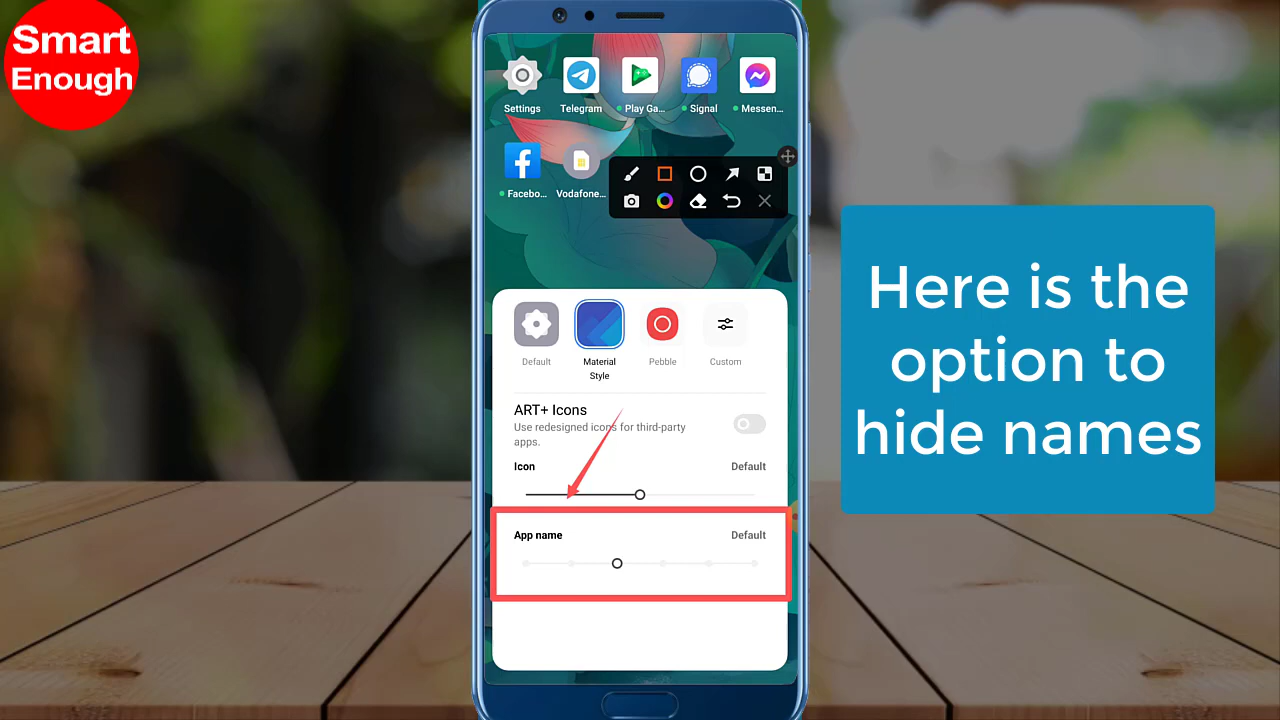 Smart
Enough
Settings
Telegram
Play Ga...
Signal
Messen...
Facebo...
Vodafone...
Default
Material
Style
Pebble
Custom
ART+ Icons
Use redesigned icons for third-party
apps.
Icon
Default
App name
Default
Here is the
option to
hide names